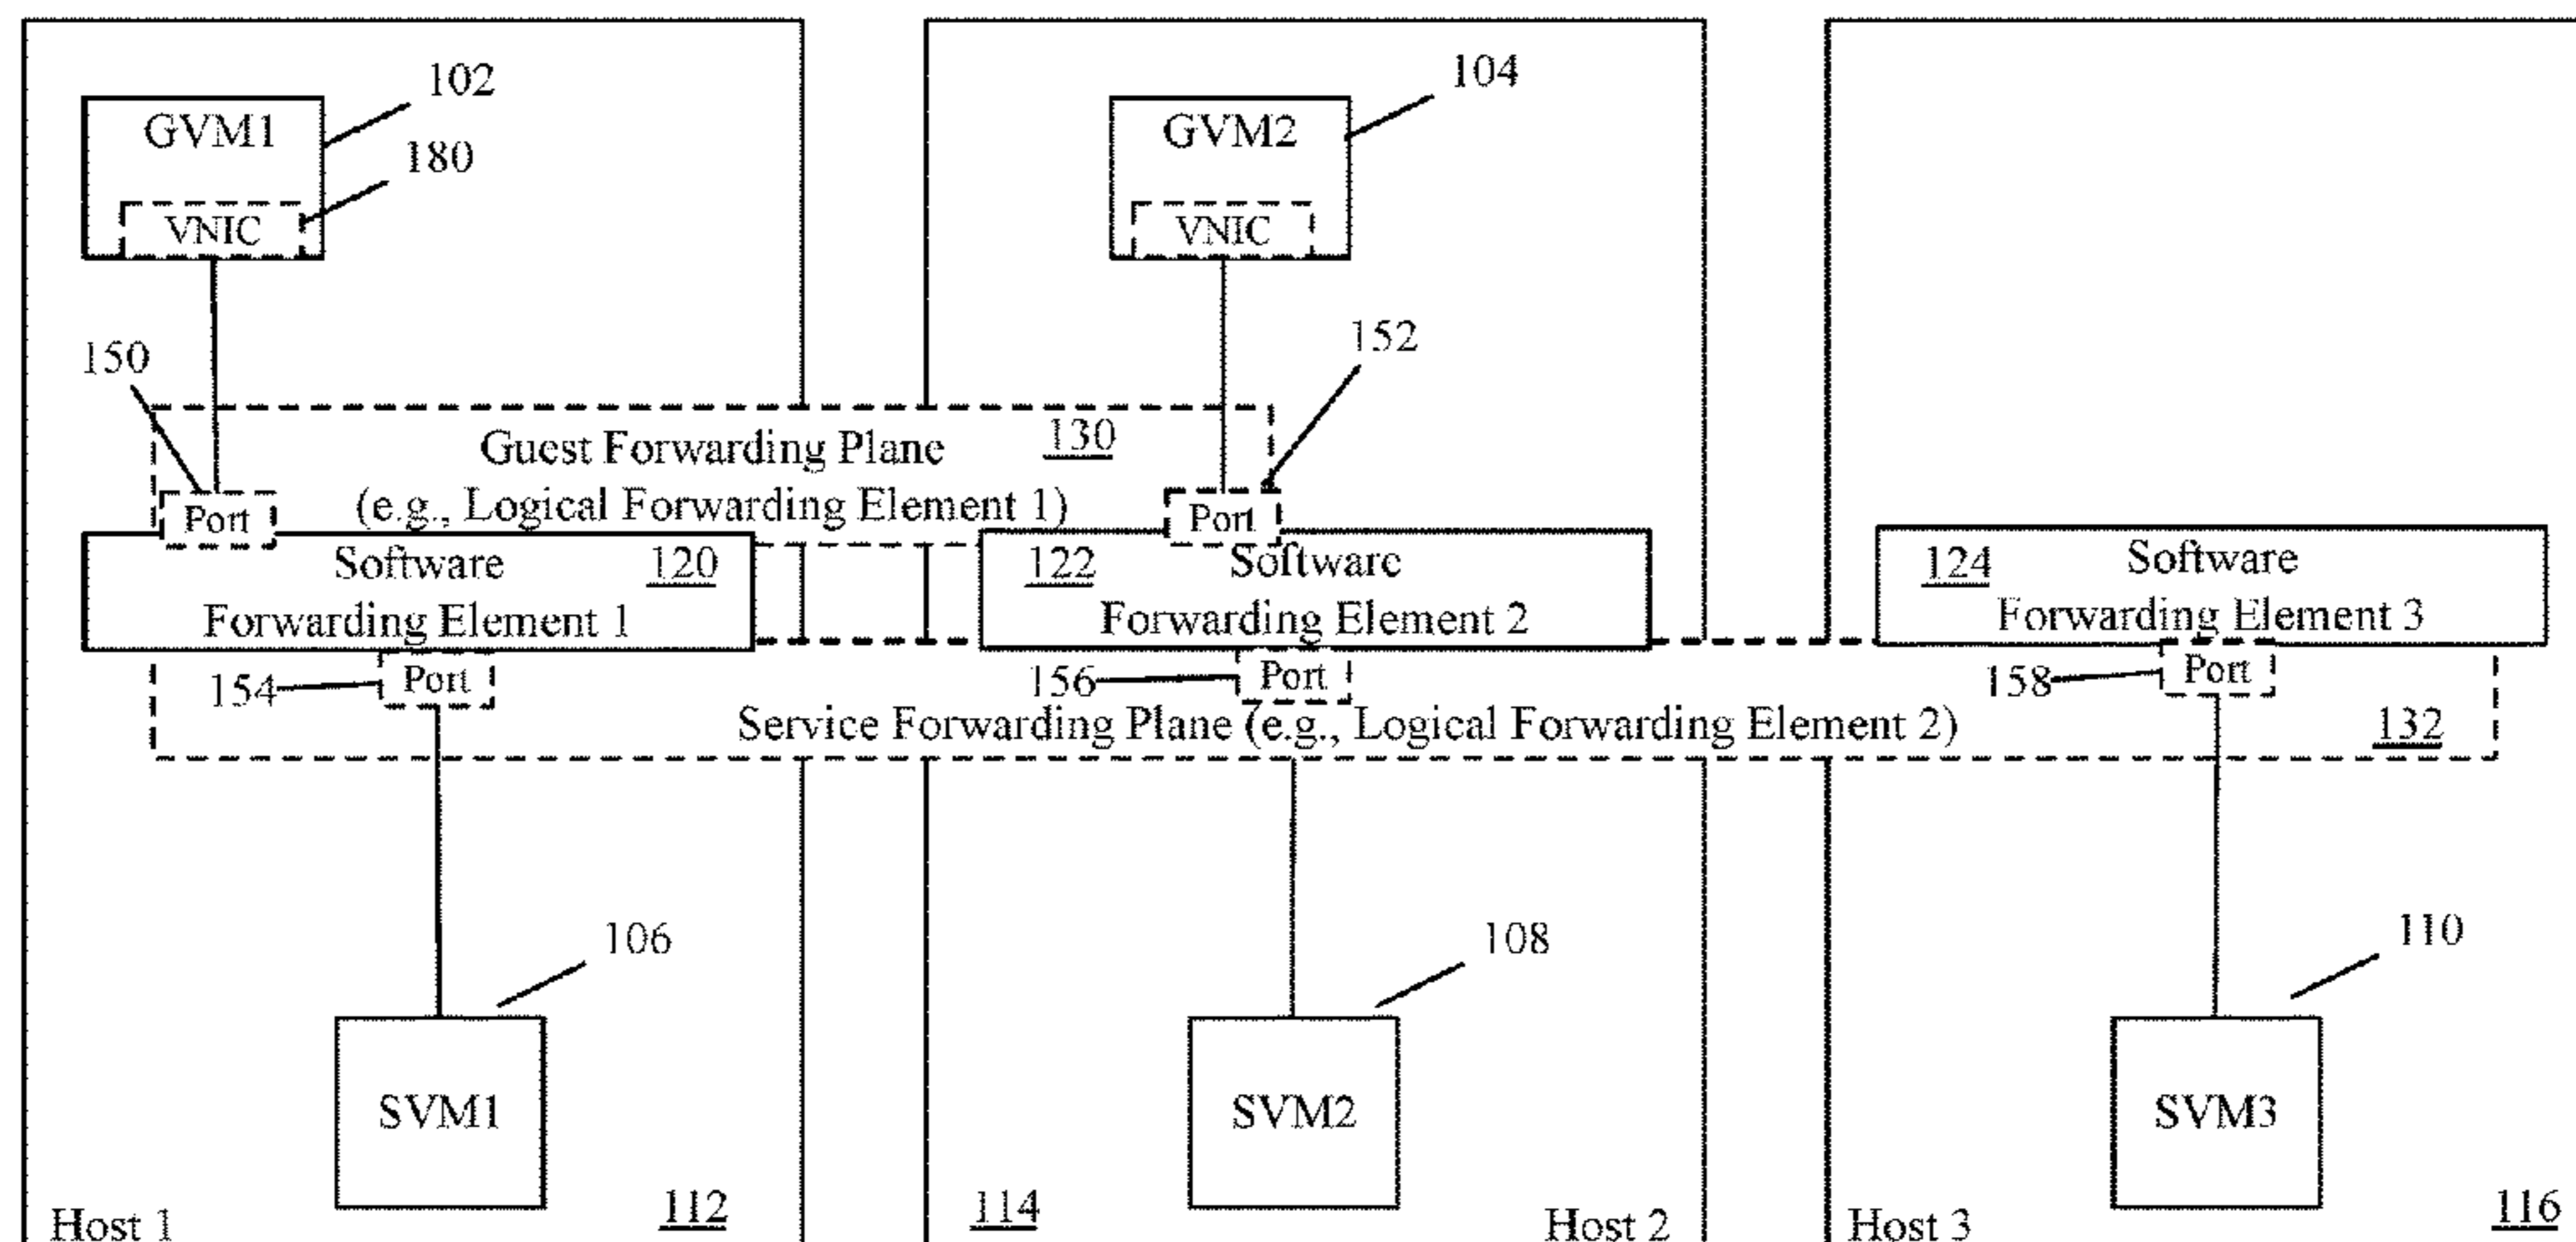 102
GVM1
180
VNIC
104
GVM2
VNIC
150
152
Guest Forwarding Plane
130
(e.g., Logical Forwarding Element 1)
Port
Port
Software
120
Forwarding Element 1
122
Software
Forwarding Element 2
124
Software
Forwarding Element 3
154
Port
156
Port
158
Port
Service Forwarding Plane (e.g., Logical Forwarding Element 2)
132
106
108
110
SVM1
SVM2
SVM3
Host 1
112
114
Host 2
Host 3
116